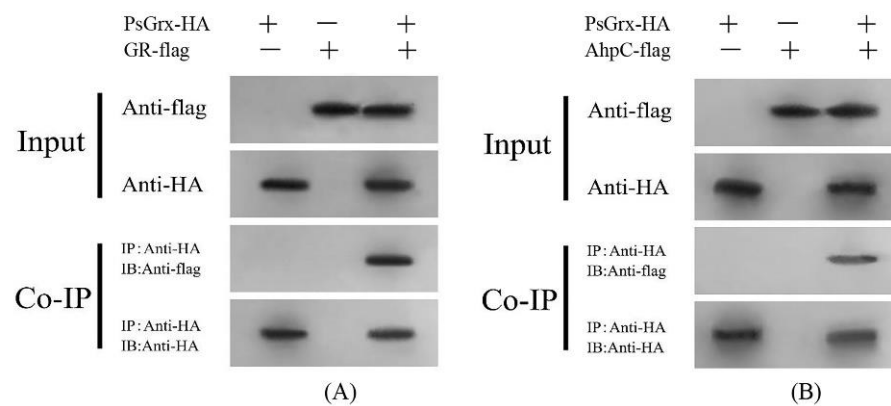 PsGrx-HA + — +
GR-flag — + +
Input
Anti-flag
Anti-HA
Co-IP
IP: Anti-HA
IB:Anti-flag
IP: Anti-HA
IB:Anti-HA
(A)
PsGrx-HA + — +
AhpC-flag — + +
Input
Anti-flag
Anti-HA
Co-IP
IP: Anti-HA
IB:Anti-flag
IP: Anti-HA
IB:Anti-HA
(B)